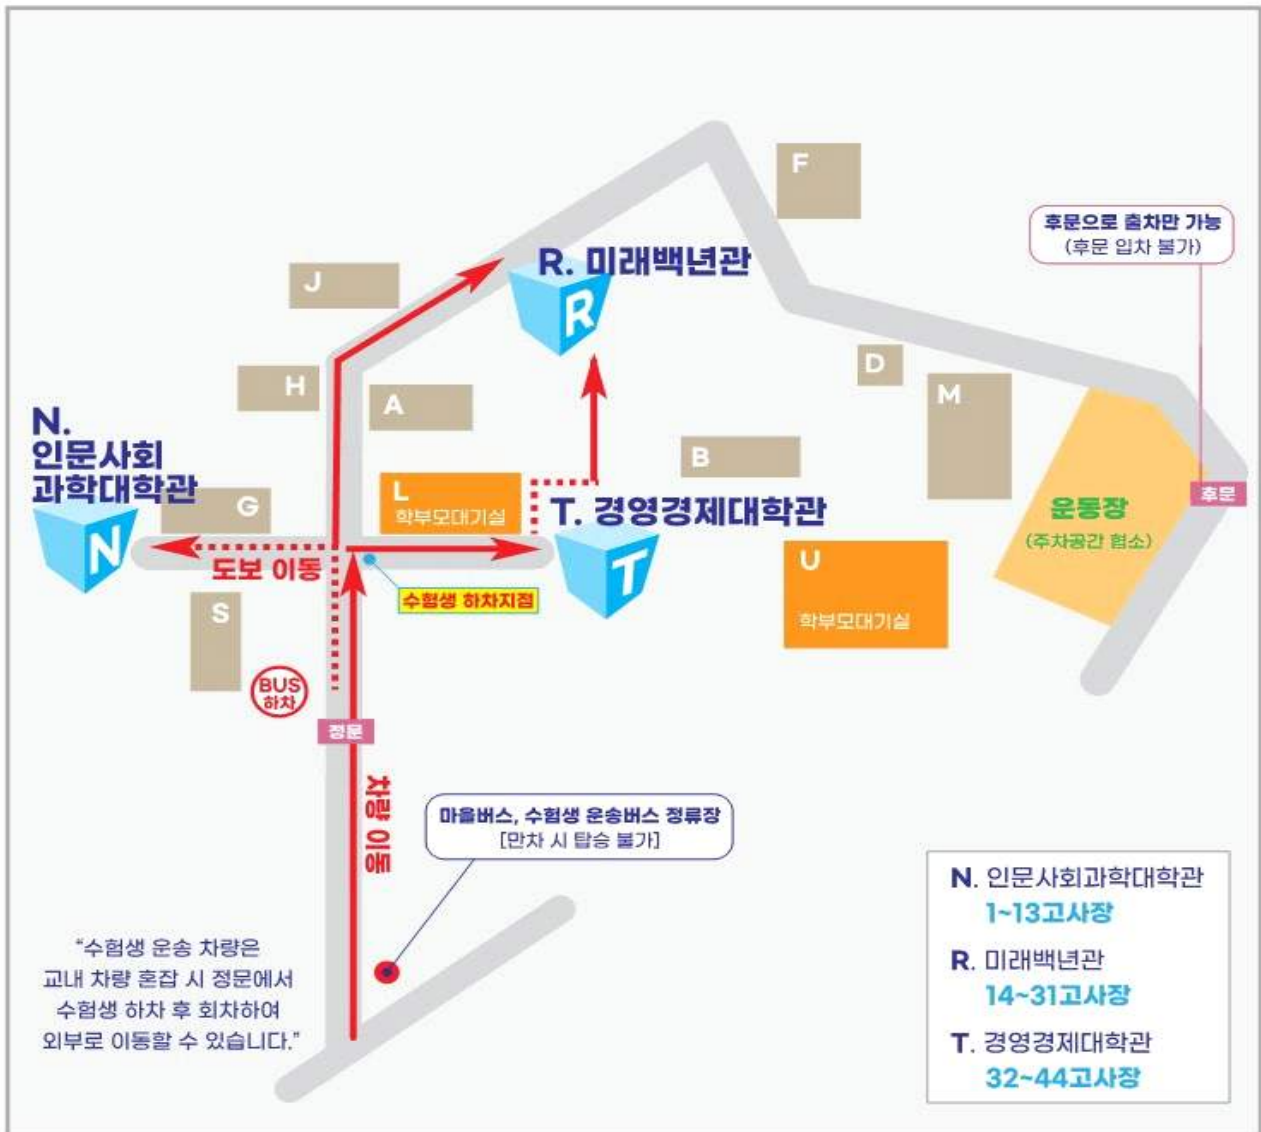 F
후문으로 출차만 가능
(후문 입차 불가)
R. 미래백년관
J
R
D
H
A
M
N.
인문사회
과학대학관
B
L
학부모대기실
G
T. 경영경제대학관
후문
운동장
(주차공간 협소)
N
도보 이동
T
U
학부모대기실
수험생 하차지점
S
BUS
하차
정문
차량 이동
마을버스, 수험생 운송버스 정류장
[만차 시 탑승 불가]
"수험생 운송 차량은
교내 차량 혼잡 시 정문에서
수험생 하차 후 회차하여
외부로 이동할 수 있습니다."
N. 인문사회과학대학관
1~13고사장
R. 미래백년관
14~31고사장
T. 경영경제대학관
32~44고사장